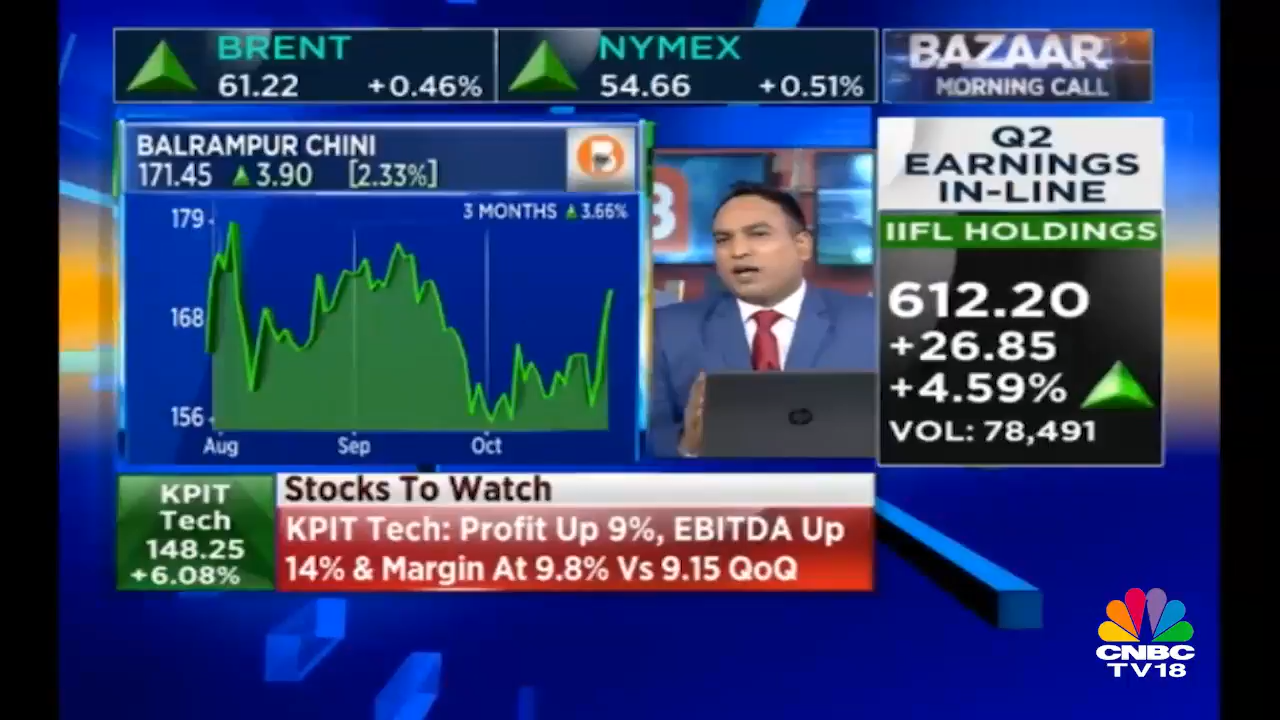 BRENT
61.22 +0.46%
NYMEX
54.66 +0.51%
BAZAAR
MORNING CALL
BALRAMPUR CHINI
171.45 3.90 [2.33%]
B
3 MONTHS 3.66%
179
168
156
Aug Sep Oct
hp
Q2
EARNINGS
IN-LINE
IIFL HOLDINGS
612.20
+26.85
+4.59%
VOL: 78,491
KPIT
Tech
148.25
+6.08%
Stocks To Watch
KPIT Tech: Profit Up 9%, EBITDA Up
14% & Margin At 9.8% Vs 9.15 QoQ
CNBC
TV18